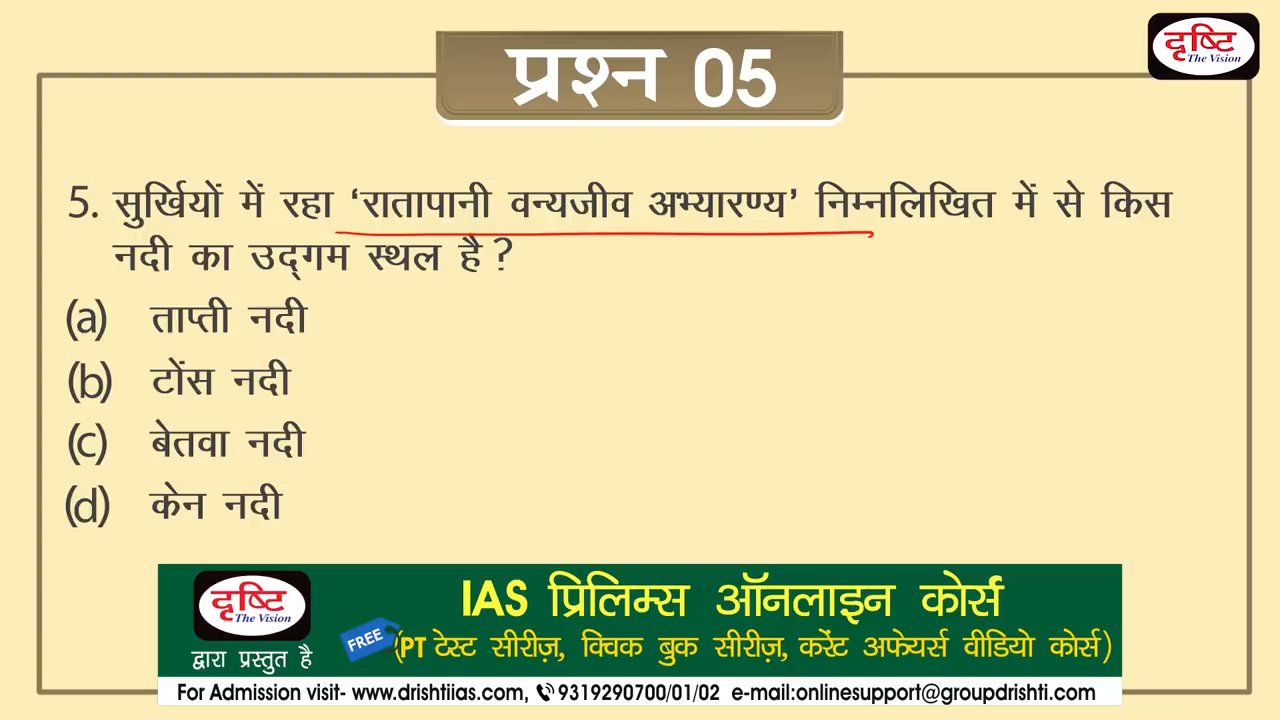 दृष्टि
The Vision
प्रश्न 05
5. सुर्खियों में रहा ‘रातापानी वन्यजीव अभ्यारण्य’ निम्नलिखित में से किस
नदी का उद्गम स्थल है?
(a) ताप्ती नदी
(b) टोंस नदी
(c) बेतवा नदी
(d) केन नदी
दृष्टि
The Vision
द्वारा प्रस्तुत है
IAS प्रिलिम्स ऑनलाइन कोर्स
FREE (PT टेस्ट सीरीज़, क्विक बुक सीरीज़, करेंट अफेयर्स वीडियो कोर्स)
For Admission visit- www.drishtiias.com, 9319290700/01/02 e-mail:onlinesupport@groupdrishti.com